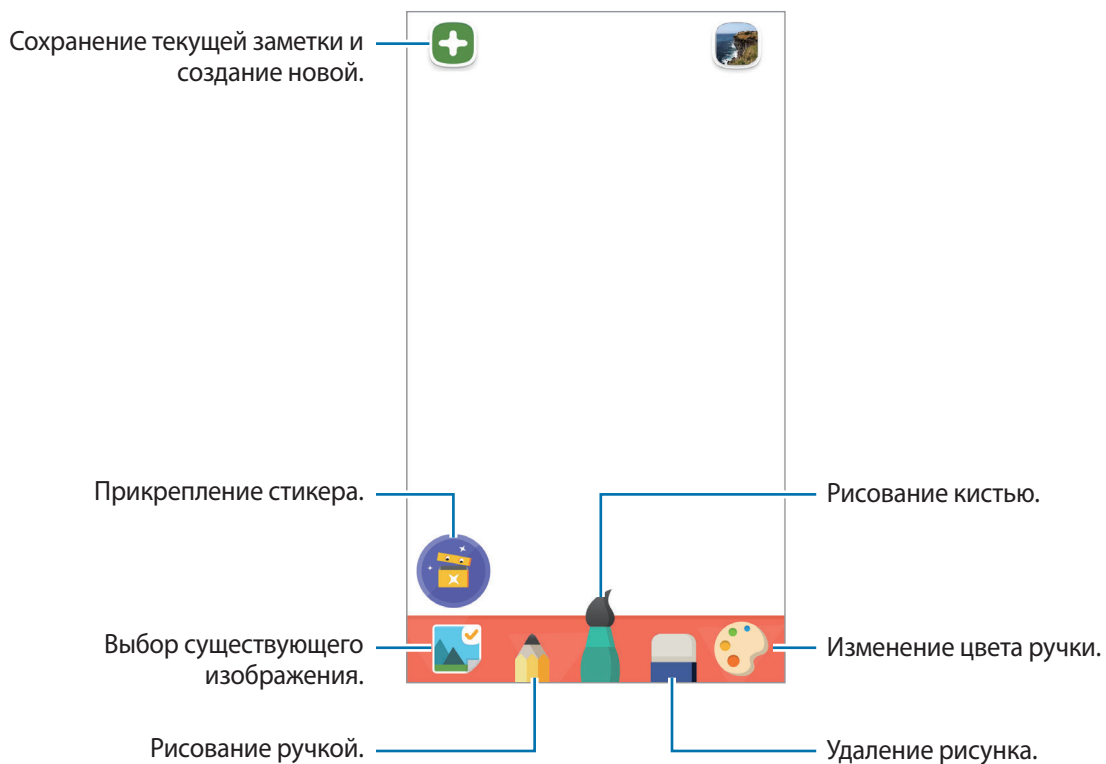 Сохранение текущей заметки и
создание новой.
Прикрепление стикера.
Рисование кистью.
Выбор существующего
изображения.
Изменение цвета ручки.
Рисование ручкой.
Удаление рисунка.